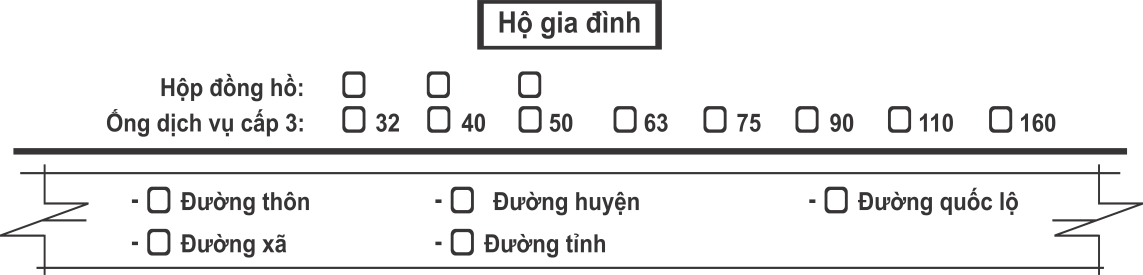 Hộ gia đình
Hộp đồng hồ: ☐ ☐ ☐
Ống dịch vụ cấp 3: ☐ 32 ☐ 40 ☐ 50 ☐ 63 ☐ 75 ☐ 90 ☐ 110 ☐ 160
- ☐ Đường thôn - ☐ Đường huyện - ☐ Đường quốc lộ
- ☐ Đường xã - ☐ Đường tỉnh